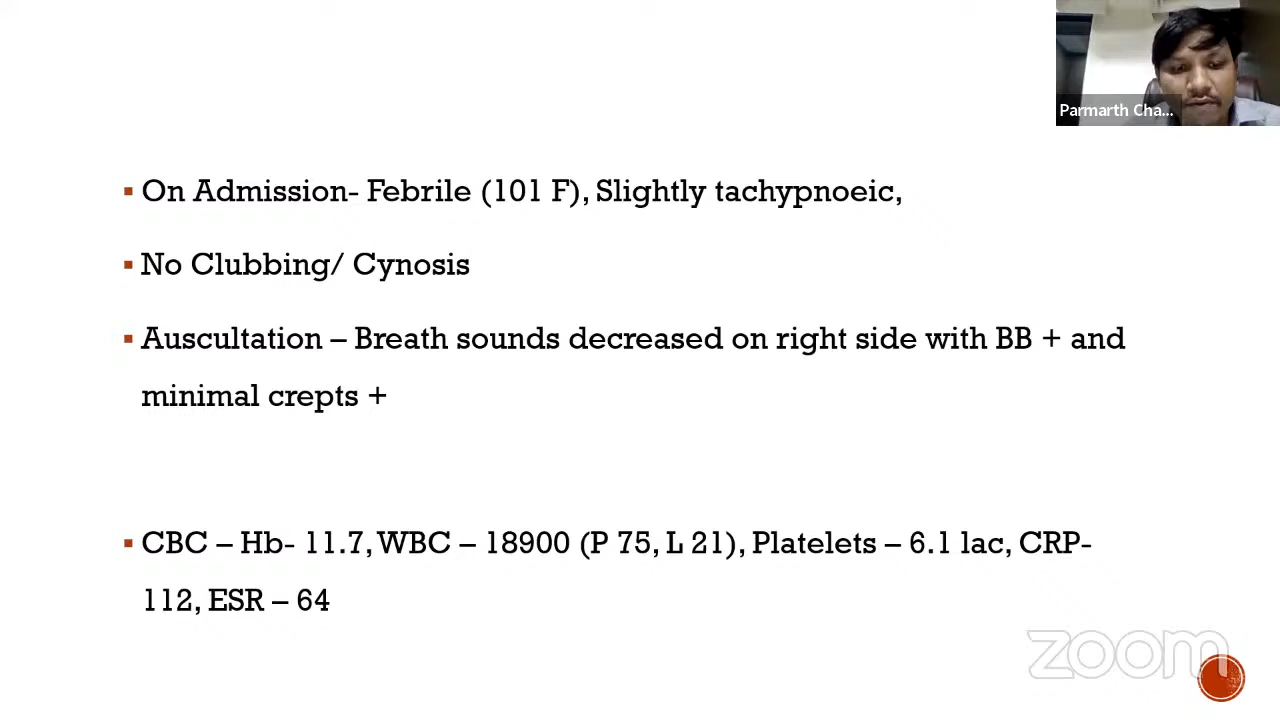 Parmarth Cha...
On Admission- Febrile (101 F), Slightly tachypnoeic,
No Clubbing/ Cynosis
Auscultation – Breath sounds decreased on right side with BB + and
minimal crepts +
CBC – Hb- 11.7, WBC – 18900 (P 75, L 21), Platelets – 6.1 lac, CRP-
112, ESR – 64
zoom